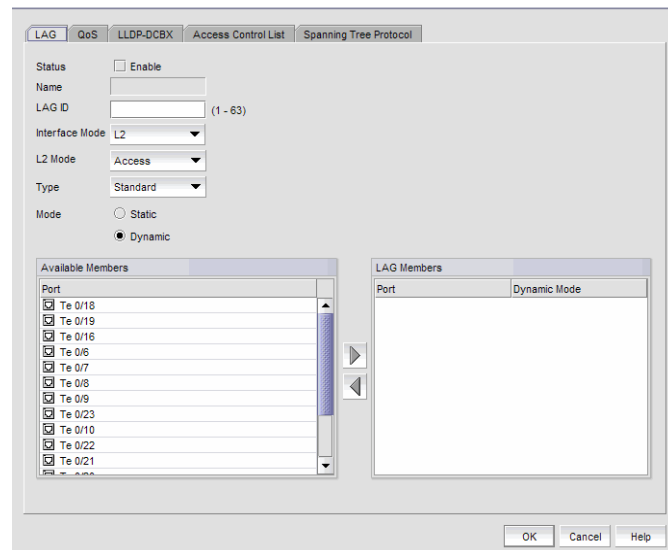 LAG QoS LLDP-DCBX Access Control List Spanning Tree Protocol
Status Enable
Name
LAG ID (1 - 63)
Interface Mode L2
L2 Mode Access
Type Standard
Mode Static
Dynamic
Available Members
Port
Te 0/18
Te 0/19
Te 0/16
Te 0/6
Te 0/7
Te 0/8
Te 0/9
Te 0/23
Te 0/10
Te 0/22
Te 0/21
LAG Members
Port Dynamic Mode
OK Cancel Help